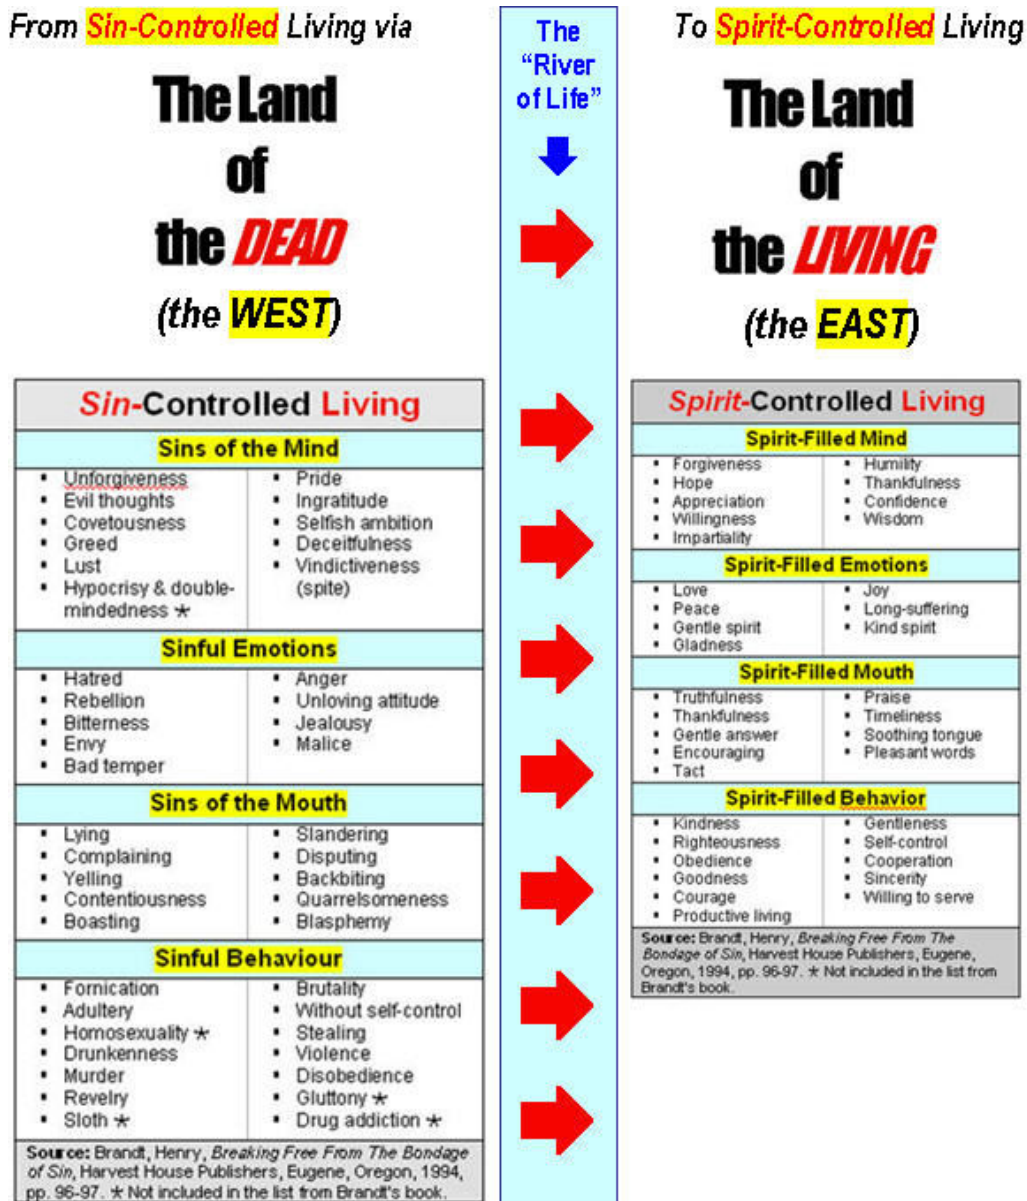 From Sin-Controlled Living via
The Land
of
the DEAD
(the WEST)
The
"River
of Life"
To Spirit-Controlled Living
The Land
of
the LIVING
(the EAST)
Sin-Controlled Living
Sins of the Mind
▪ Unforgiveness
▪ Evil thoughts
▪ Covetousness
▪ Greed
▪ Lust
▪ Hypocrisy & double-
mindedness ★
▪ Pride
▪ Ingratitude
▪ Selfish ambition
▪ Deceitfulness
▪ Vindictiveness
(spite)
Sinful Emotions
▪ Hatred
▪ Rebellion
▪ Bitterness
▪ Envy
▪ Bad temper
▪ Anger
▪ Unloving attitude
▪ Jealousy
▪ Malice
Sins of the Mouth
▪ Lying
▪ Complaining
▪ Yelling
▪ Contentiousness
▪ Boasting
▪ Slandering
▪ Disputing
▪ Backbiting
▪ Quarrelsomeness
▪ Blasphemy
Sinful Behaviour
▪ Fornication
▪ Adultery
▪ Homosexuality ★
▪ Drunkenness
▪ Murder
▪ Revelry
▪ Sloth ★
▪ Brutality
▪ Without self-control
▪ Stealing
▪ Violence
▪ Disobedience
▪ Gluttony ★
▪ Drug addiction ★
Source: Brandt, Henry, Breaking Free From The Bondage
of Sin, Harvest House Publishers, Eugene, Oregon, 1994,
pp. 96-97. ★ Not included in the list from Brandt's book.
Spirit-Controlled Living
Spirit-Filled Mind
▪ Forgiveness
▪ Hope
▪ Appreciation
▪ Willingness
▪ Impartiality
▪ Humility
▪ Thankfulness
▪ Confidence
▪ Wisdom
Spirit-Filled Emotions
▪ Love
▪ Peace
▪ Gentle spirit
▪ Gladness
▪ Joy
▪ Long-suffering
▪ Kind spirit
Spirit-Filled Mouth
▪ Truthfulness
▪ Thankfulness
▪ Gentle answer
▪ Encouraging
▪ Tact
▪ Praise
▪ Timeliness
▪ Soothing tongue
▪ Pleasant words
Spirit-Filled Behavior
▪ Kindness
▪ Righteousness
▪ Obedience
▪ Goodness
▪ Courage
▪ Productive living
▪ Gentleness
▪ Self-control
▪ Cooperation
▪ Sincerity
▪ Willing to serve
Source: Brandt, Henry, Breaking Free From The
Bondage of Sin, Harvest House Publishers, Eugene,
Oregon, 1994, pp. 96-97. ★ Not included in the list from
Brandt's book.